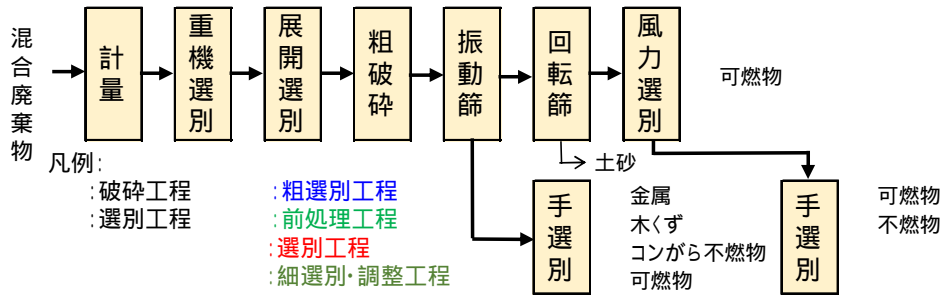 混合廃棄物
計量
重機選別
展開選別
粗破砕
振動篩
回転篩
風力選別
可燃物
土砂
凡例:
:破砕工程
:選別工程
:粗選別工程
:前処理工程
:選別工程
:細選別・調整工程
手選別
金属
木くず
コンがら不燃物
可燃物
手選別
可燃物
不燃物